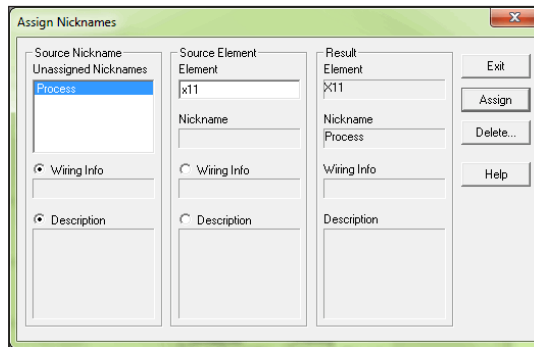 Assign Nicknames
Source Nickname
Unassigned Nicknames
Process
Wiring Info
Description
Source Element
Element
x11
Nickname
Wiring Info
Description
Result
Element
X11
Nickname
Process
Wiring Info
Description
Exit
Assign
Delete...
Help